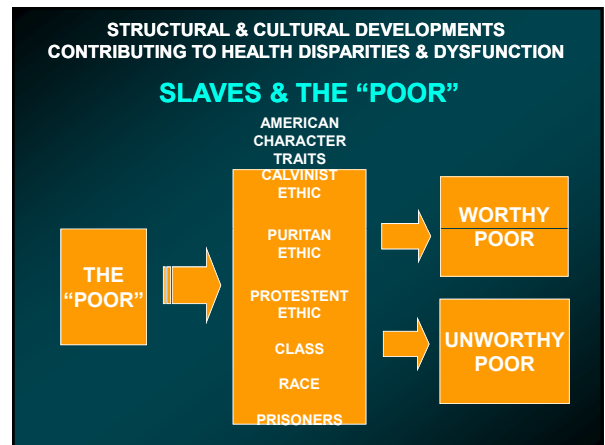 STRUCTURAL & CULTURAL DEVELOPMENTS
CONTRIBUTING TO HEALTH DISPARITIES & DYSFUNCTION
SLAVES & THE “POOR”
THE
“POOR”
AMERICAN
CHARACTER
TRAITS
CALVINIST
ETHIC
PURITAN
ETHIC
PROTESTENT
ETHIC
CLASS
RACE
PRISONERS
WORTHY
POOR
UNWORTHY
POOR